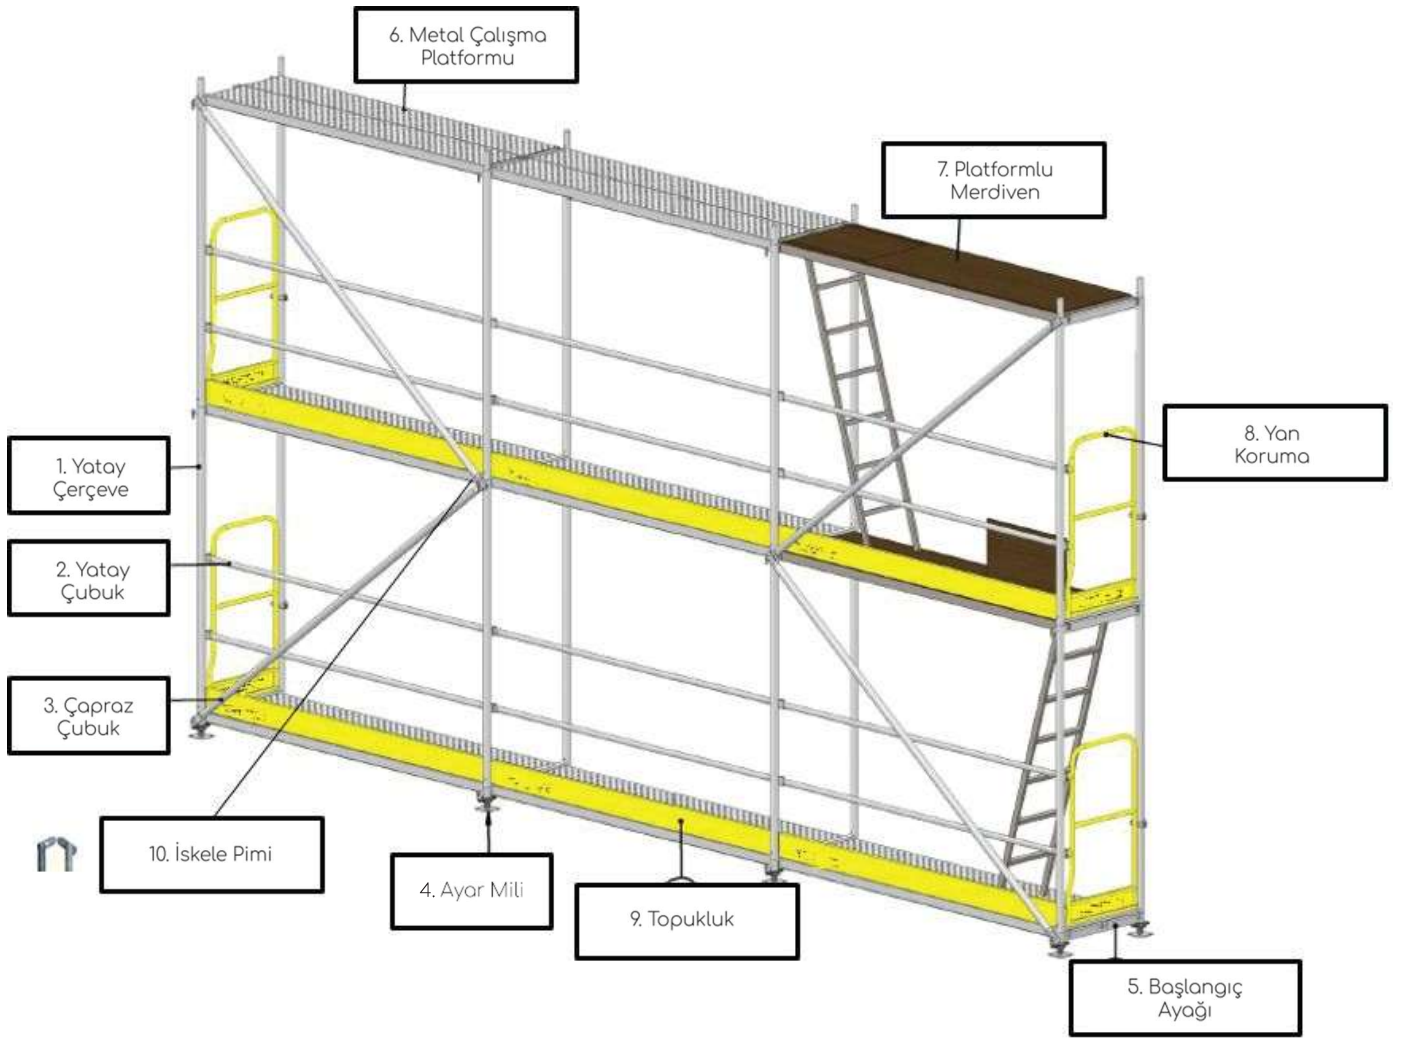 6. Metal Çalışma
Platformu
7. Platformlu
Merdiven
8. Yan
Koruma
1. Yatay
Çerçeve
2. Yatay
Çubuk
3. Çapraz
Çubuk
10. İskele Pimi
4. Ayar Mili
9. Topukluk
5. Başlangıç
Ayağı